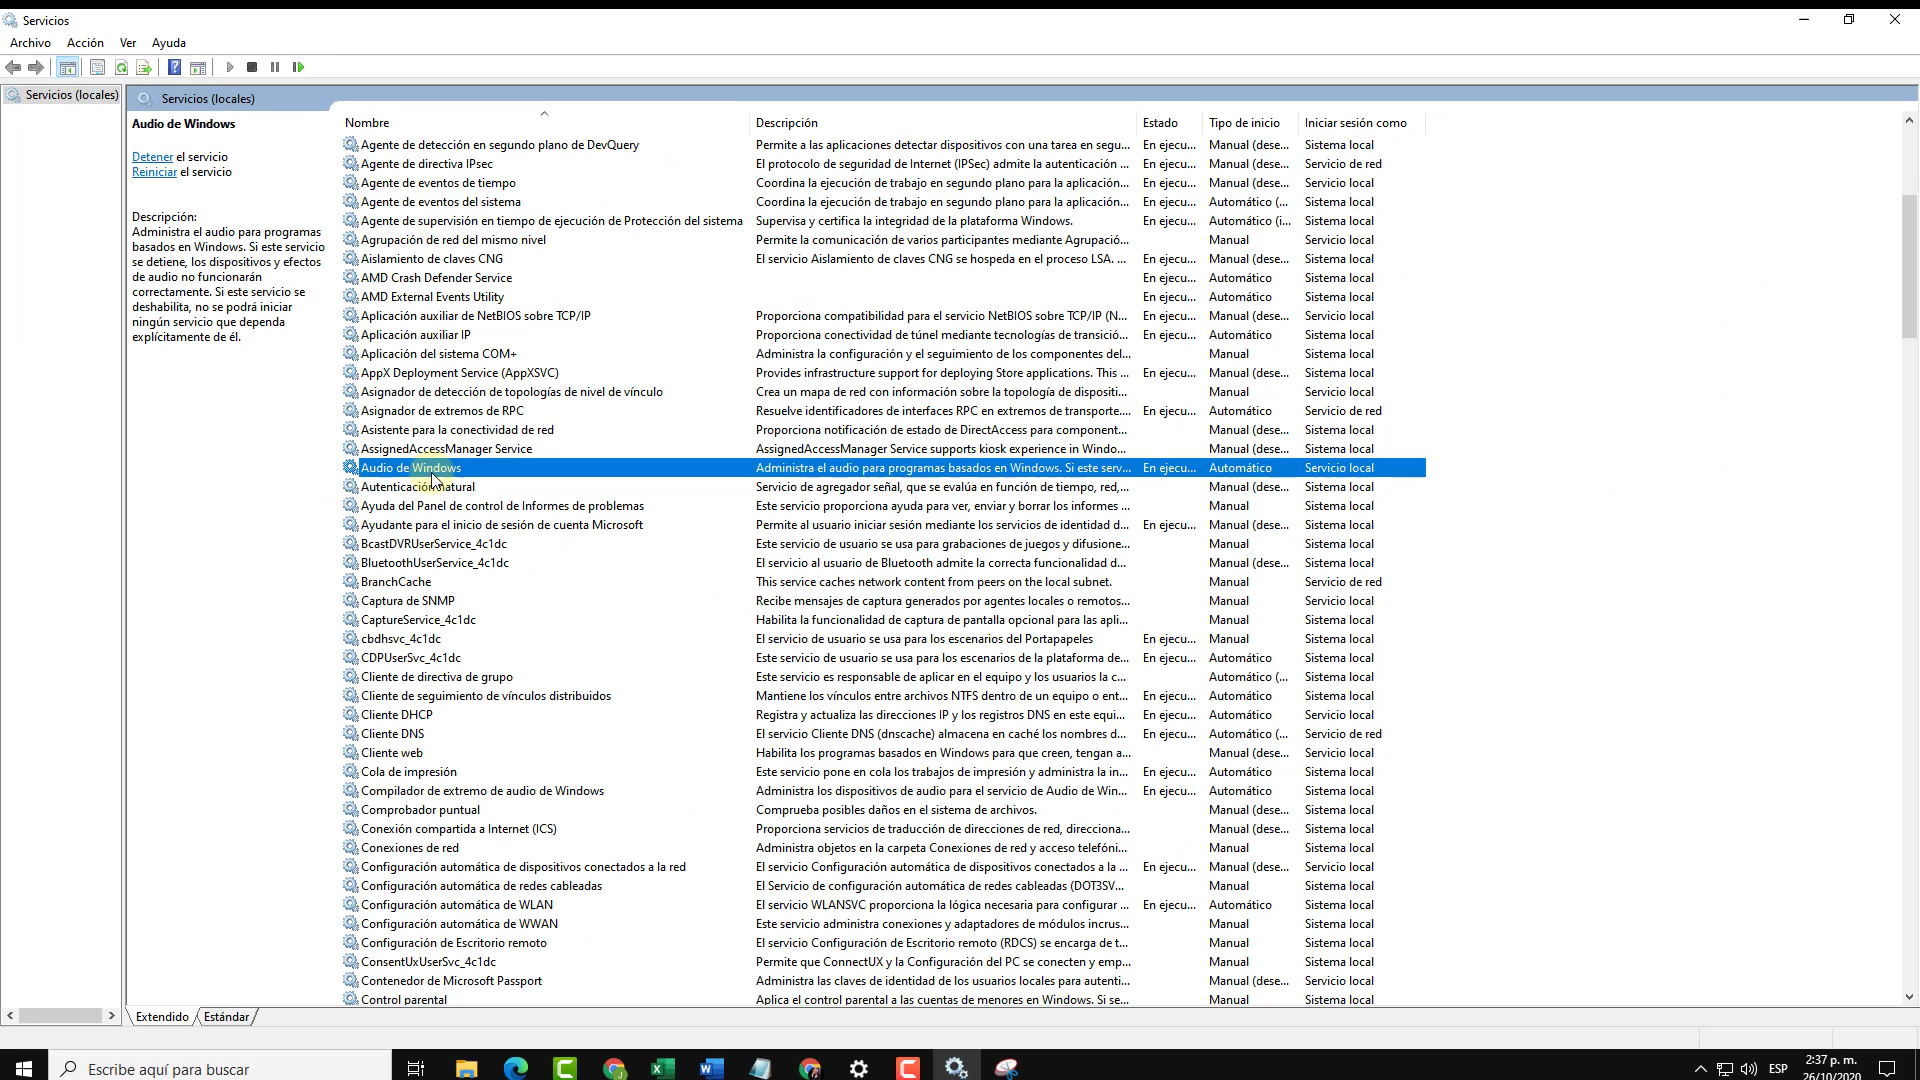 Servicios
Archivo Acción Ver Ayuda
Servicios (locales)
Servicios (locales)
Audio de Windows
Detener el servicio
Reiniciar el servicio
Descripción:
Administra el audio para programas
basados en Windows. Si este servicio
se detiene, los dispositivos y efectos
de audio no funcionarán
correctamente. Si este servicio se
deshabilita, no se podrá iniciar
ningún servicio que dependa
explícitamente de él.
Nombre Descripción Estado Tipo de inicio Iniciar sesión como
Agente de detección en segundo plano de DevQuery Permite a las aplicaciones detectar dispositivos con una tarea en segu... En ejecu... Manual (dese... Sistema local
Agente de directiva IPsec El protocolo de seguridad de Internet (IPSec) admite la autenticación ... En ejecu... Manual (dese... Servicio de red
Agente de eventos de tiempo Coordina la ejecución de trabajo en segundo plano para la aplicación... En ejecu... Manual (dese... Servicio local
Agente de eventos del sistema Coordina la ejecución de trabajo en segundo plano para la aplicación... En ejecu... Automático (... Sistema local
Agente de supervisión en tiempo de ejecución de Protección del sistema Supervisa y certifica la integridad de la plataforma Windows. En ejecu... Automático (i... Sistema local
Agrupación de red del mismo nivel Permite la comunicación de varios participantes mediante Agrupació... Manual Servicio local
Aislamiento de claves CNG El servicio Aislamiento de claves CNG se hospeda en el proceso LSA. ... En ejecu... Manual (dese... Sistema local
AMD Crash Defender Service En ejecu... Automático Sistema local
AMD External Events Utility En ejecu... Automático Sistema local
Aplicación auxiliar de NetBIOS sobre TCP/IP Proporciona compatibilidad para el servicio NetBIOS sobre TCP/IP (N... En ejecu... Manual (dese... Servicio local
Aplicación auxiliar IP Proporciona conectividad de túnel mediante tecnologías de transició... En ejecu... Automático Sistema local
Aplicación del sistema COM+ Administra la configuración y el seguimiento de los componentes del... Manual Sistema local
AppX Deployment Service (AppXSVC) Provides infrastructure support for deploying Store applications. This ... En ejecu... Manual (dese... Sistema local
Asignador de detección de topologías de nivel de vínculo Crea un mapa de red con información sobre la topología de dispositi... Manual Servicio local
Asignador de extremos de RPC Resuelve identificadores de interfaces RPC en extremos de transporte.... En ejecu... Automático Servicio de red
Asistente para la conectividad de red Proporciona notificación de estado de DirectAccess para component... Manual (dese... Sistema local
AssignedAccessManager Service AssignedAccessManager Service supports kiosk experience in Windo... Manual (dese... Sistema local
Audio de Windows Administra el audio para programas basados en Windows. Si este serv... En ejecu... Automático Servicio local
Autenticación natural Servicio de agregador señal, que se evalúa en función de tiempo, red,... Manual (dese... Sistema local
Ayuda del Panel de control de Informes de problemas Este servicio proporciona ayuda para ver, enviar y borrar los informes ... Manual Sistema local
Ayudante para el inicio de sesión de cuenta Microsoft Permite al usuario iniciar sesión mediante los servicios de identidad d... En ejecu... Manual (dese... Sistema local
BcastDVRUserService_4c1dc Este servicio de usuario se usa para grabaciones de juegos y difusione... Manual Sistema local
BluetoothUserService_4c1dc El servicio al usuario de Bluetooth admite la correcta funcionalidad d... Manual (dese... Sistema local
BranchCache This service caches network content from peers on the local subnet. Manual Servicio de red
Captura de SNMP Recibe mensajes de captura generados por agentes locales o remotos... Manual Servicio local
CaptureService_4c1dc Habilita la funcionalidad de captura de pantalla opcional para las apli... Manual Sistema local
cbdhsvc_4c1dc El servicio de usuario se usa para los escenarios del Portapapeles En ejecu... Manual Sistema local
CDPUserSvc_4c1dc Este servicio de usuario se usa para los escenarios de la plataforma de... En ejecu... Automático Sistema local
Cliente de directiva de grupo Este servicio es responsable de aplicar en el equipo y los usuarios la c... Automático (... Sistema local
Cliente de seguimiento de vínculos distribuidos Mantiene los vínculos entre archivos NTFS dentro de un equipo o ent... En ejecu... Automático Sistema local
Cliente DHCP Registra y actualiza las direcciones IP y los registros DNS en este equi... En ejecu... Automático Servicio local
Cliente DNS El servicio Cliente DNS (dnscache) almacena en caché los nombres d... En ejecu... Automático (... Servicio de red
Cliente web Habilita los programas basados en Windows para que creen, tengan a... Manual (dese... Servicio local
Cola de impresión Este servicio pone en cola los trabajos de impresión y administra la in... En ejecu... Automático Sistema local
Compilador de extremo de audio de Windows Administra los dispositivos de audio para el servicio de Audio de Win... En ejecu... Automático Sistema local
Comprobador puntual Comprueba posibles daños en el sistema de archivos. Manual (dese... Sistema local
Conexión compartida a Internet (ICS) Proporciona servicios de traducción de direcciones de red, direcciona... Manual (dese... Sistema local
Conexiones de red Administra objetos en la carpeta Conexiones de red y acceso telefóni... Manual Sistema local
Configuración automática de dispositivos conectados a la red El servicio Configuración automática de dispositivos conectados a la ... En ejecu... Manual (dese... Servicio local
Configuración automática de redes cableadas El Servicio de configuración automática de redes cableadas (DOT3SV... Manual Sistema local
Configuración automática de WLAN El servicio WLANSVC proporciona la lógica necesaria para configurar ... En ejecu... Automático Sistema local
Configuración automática de WWAN Este servicio administra conexiones y adaptadores de módulos incrus... Manual Sistema local
Configuración de Escritorio remoto El servicio Configuración de Escritorio remoto (RDCS) se encarga de t... Manual Sistema local
ConsentUxUserSvc_4c1dc Permite que ConnectUX y la Configuración del PC se conecten y emp... Manual Sistema local
Contenedor de Microsoft Passport Administra las claves de identidad de los usuarios locales para autenti... Manual (dese... Servicio local
Control parental Aplica el control parental a las cuentas de menores en Windows. Si se... Manual Sistema local
Extendido Estándar
Escribe aquí para buscar
ESP
2:37 p. m.
26/10/2020